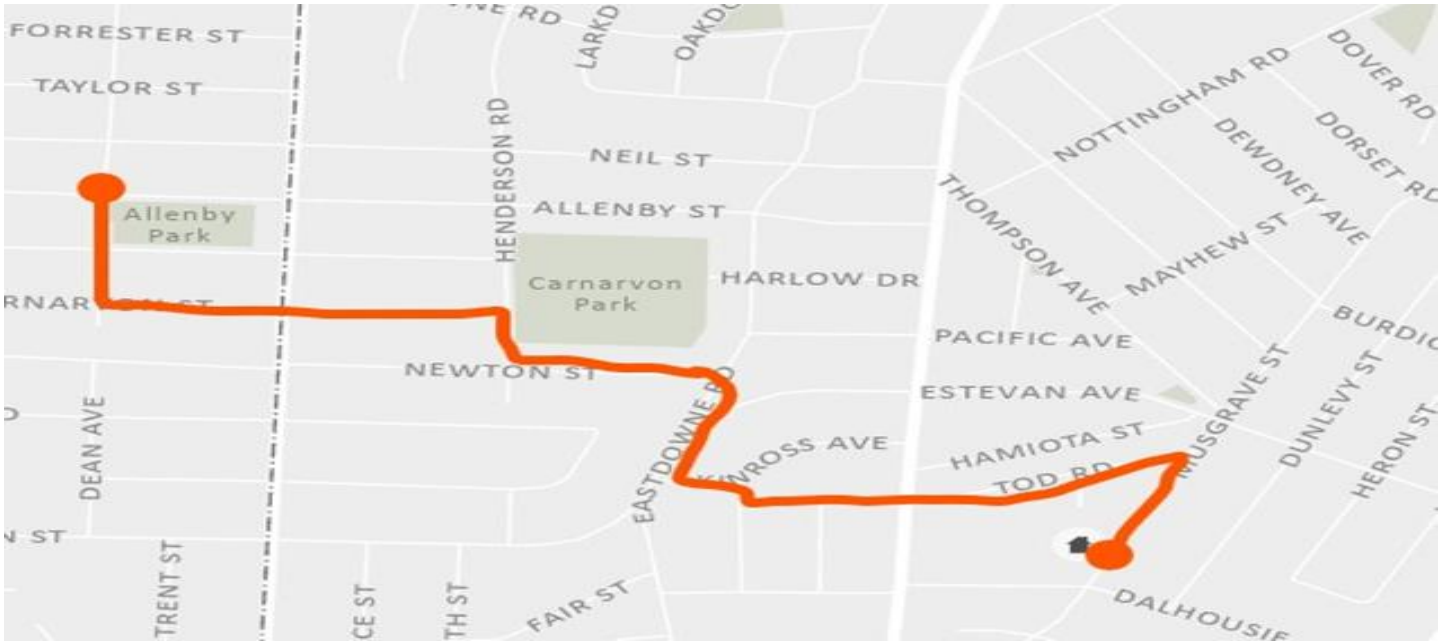 NE RD
FORRESTER ST
LARKD
OAKDO
DOVER RD
TAYLOR ST
NOTTINGHAM RD
HENDERSON RD
DEWDNEY AVE
DORSET RD
NEIL ST
Allenby
Park
ALLENBY ST
THOMPSON AVE
MAYHEW ST
Carnarvon
Park
HARLOW DR
RNARVON ST
PACIFIC AVE
BURDIC
NEWTON ST
ESTEVAN AVE
MUSGRAVE ST
DUNLEVY ST
HERON ST
DEAN AVE
EASTDOWNE RD
KINROSS AVE
HAMIOTA ST
TOD RD
N ST
TRENT ST
CE ST
TH ST
FAIR ST
DALHOUSIE